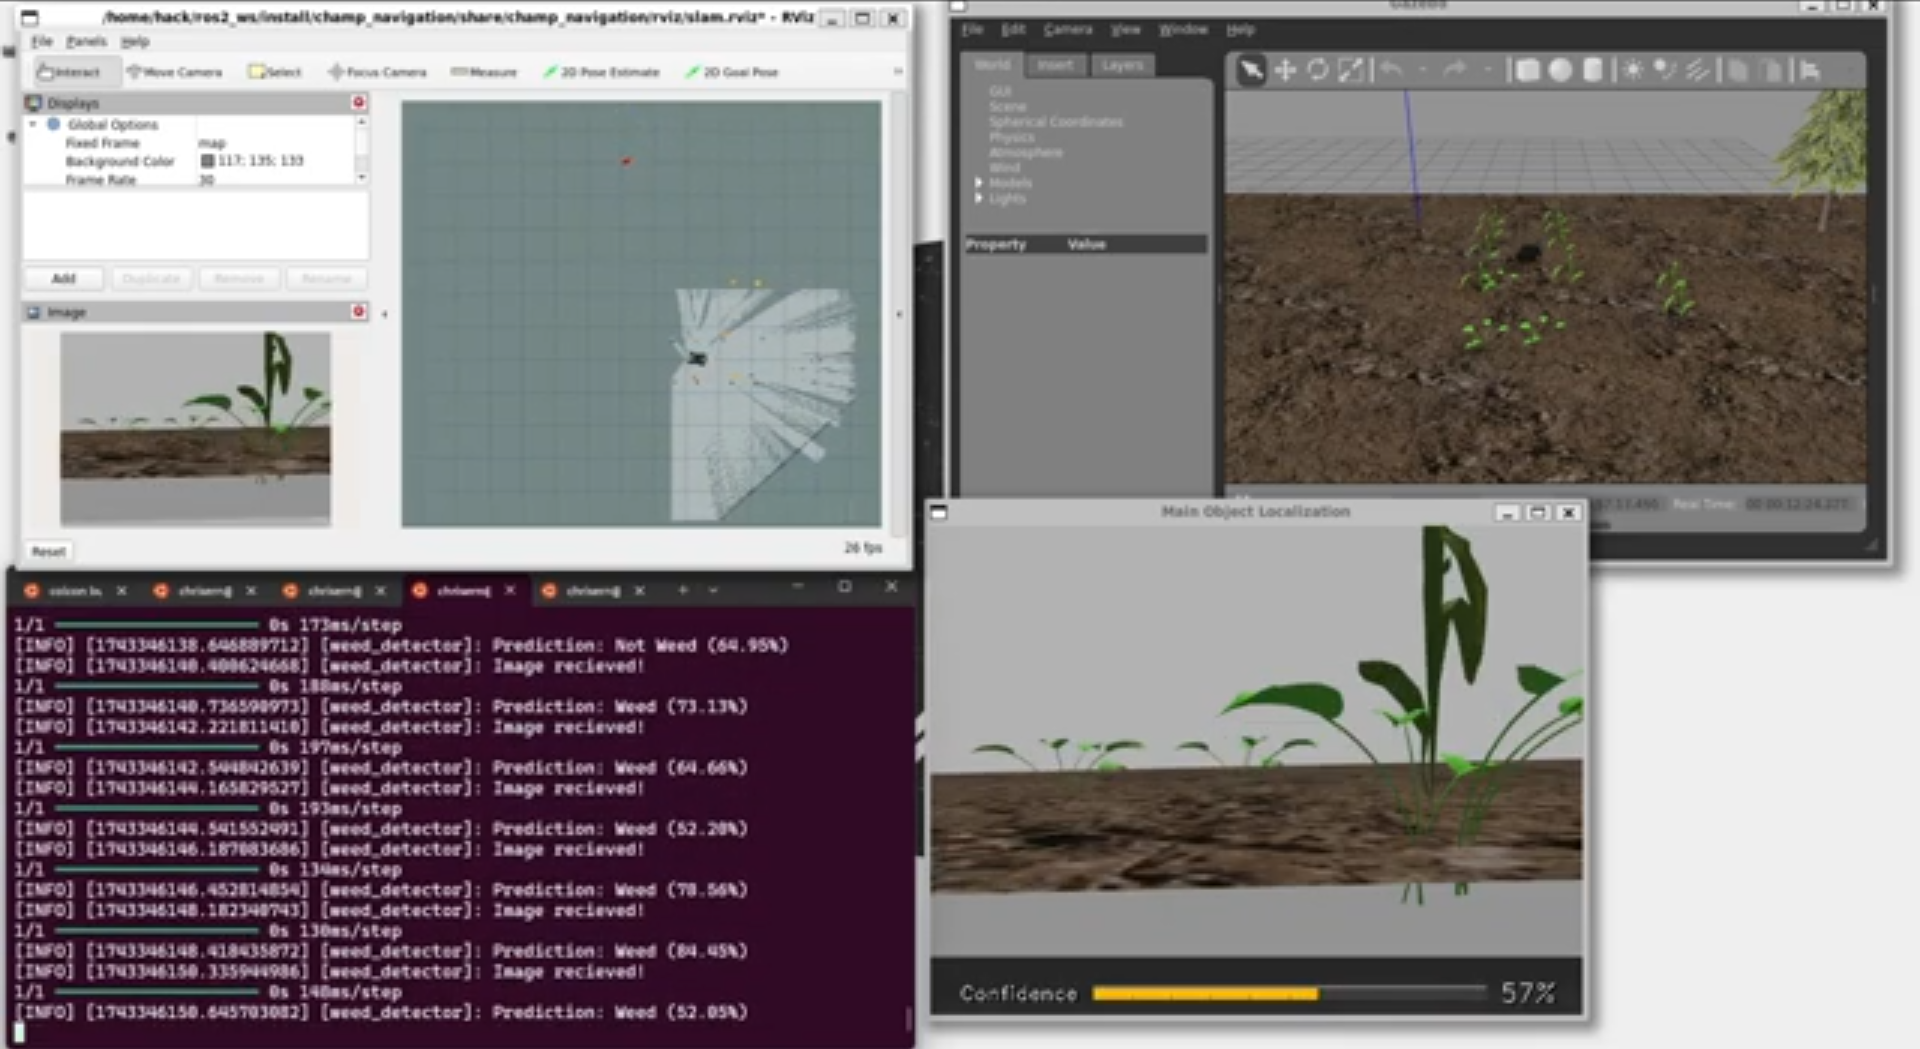 /home/hack/ros2_ws/install/champ_navigation/share/champ_navigation/rviz/slam.rviz* - RViz
File Panels Help
Interact Move Camera Select Focus Camera Measure 2D Pose Estimate 2D Goal Pose
Displays
Global Options
Fixed Frame map
Background Color 117; 135; 133
Frame Rate 30
Add Duplicate Remove Rename
Image
Reset
26 fps
Gazebo
File Edit Camera View Window Help
World Insert Layers
GUI
Scene
Spherical Coordinates
Physics
Atmosphere
Wind
Models
Lights
Property Value
Real Time:
colcon bu chrisern@ chrisern@ chrisern@ chrisern@
1/1 0s 173ms/step
[INFO] [1743346138.646889712] [weed_detector]: Prediction: Not Weed (64.95%)
[INFO] [1743346140.400624668] [weed_detector]: Image recieved!
1/1 0s 188ms/step
[INFO] [1743346140.736590973] [weed_detector]: Prediction: Weed (73.13%)
[INFO] [1743346142.221811410] [weed_detector]: Image recieved!
1/1 0s 197ms/step
[INFO] [1743346142.544842639] [weed_detector]: Prediction: Weed (64.66%)
[INFO] [1743346144.165829527] [weed_detector]: Image recieved!
1/1 0s 193ms/step
[INFO] [1743346144.541552491] [weed_detector]: Prediction: Weed (52.20%)
[INFO] [1743346146.187083686] [weed_detector]: Image recieved!
1/1 0s 134ms/step
[INFO] [1743346146.452814854] [weed_detector]: Prediction: Weed (78.56%)
[INFO] [1743346148.182340743] [weed_detector]: Image recieved!
1/1 0s 130ms/step
[INFO] [1743346148.418435872] [weed_detector]: Prediction: Weed (84.45%)
[INFO] [1743346150.335944986] [weed_detector]: Image recieved!
1/1 0s 148ms/step
[INFO] [1743346150.645703082] [weed_detector]: Prediction: Weed (52.05%)
Main Object Localization
Confidence 57%